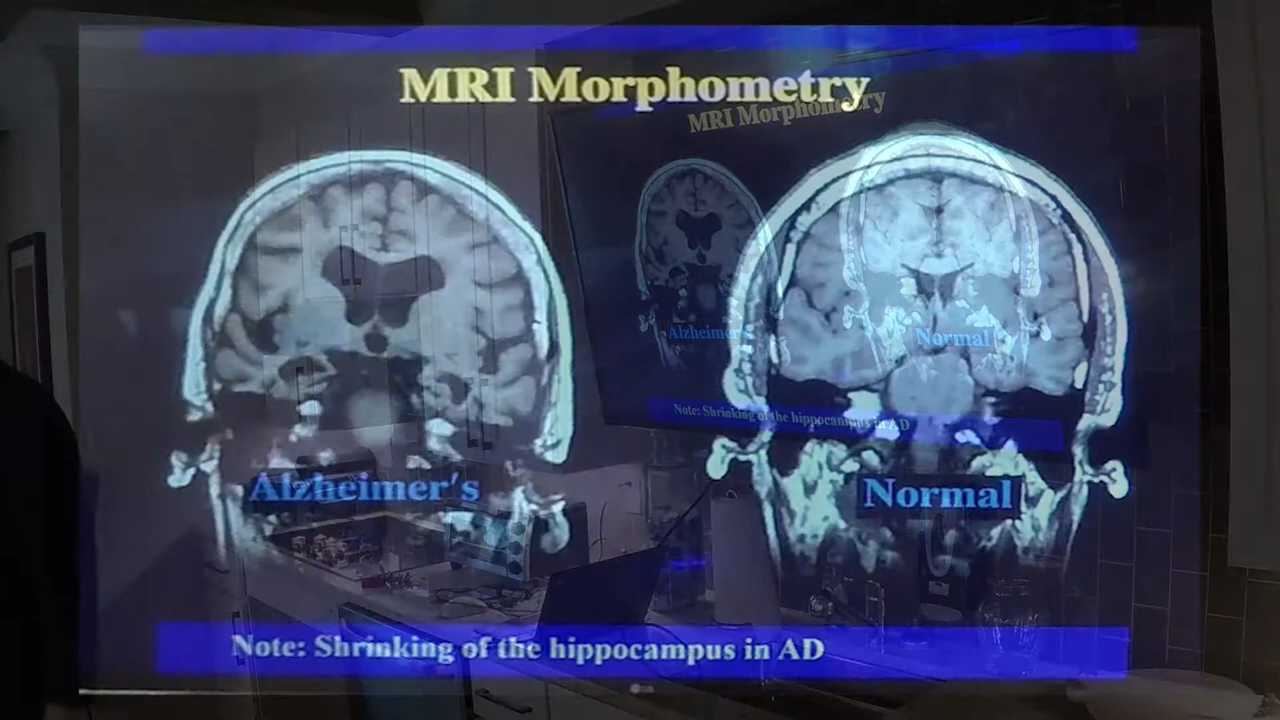 MRI Morphometry
MRI Morphometry
Alzheimer's
Normal
Note: Shrinking of the hippocampus in AD
Alzheimer's
Normal
Note: Shrinking of the hippocampus in AD